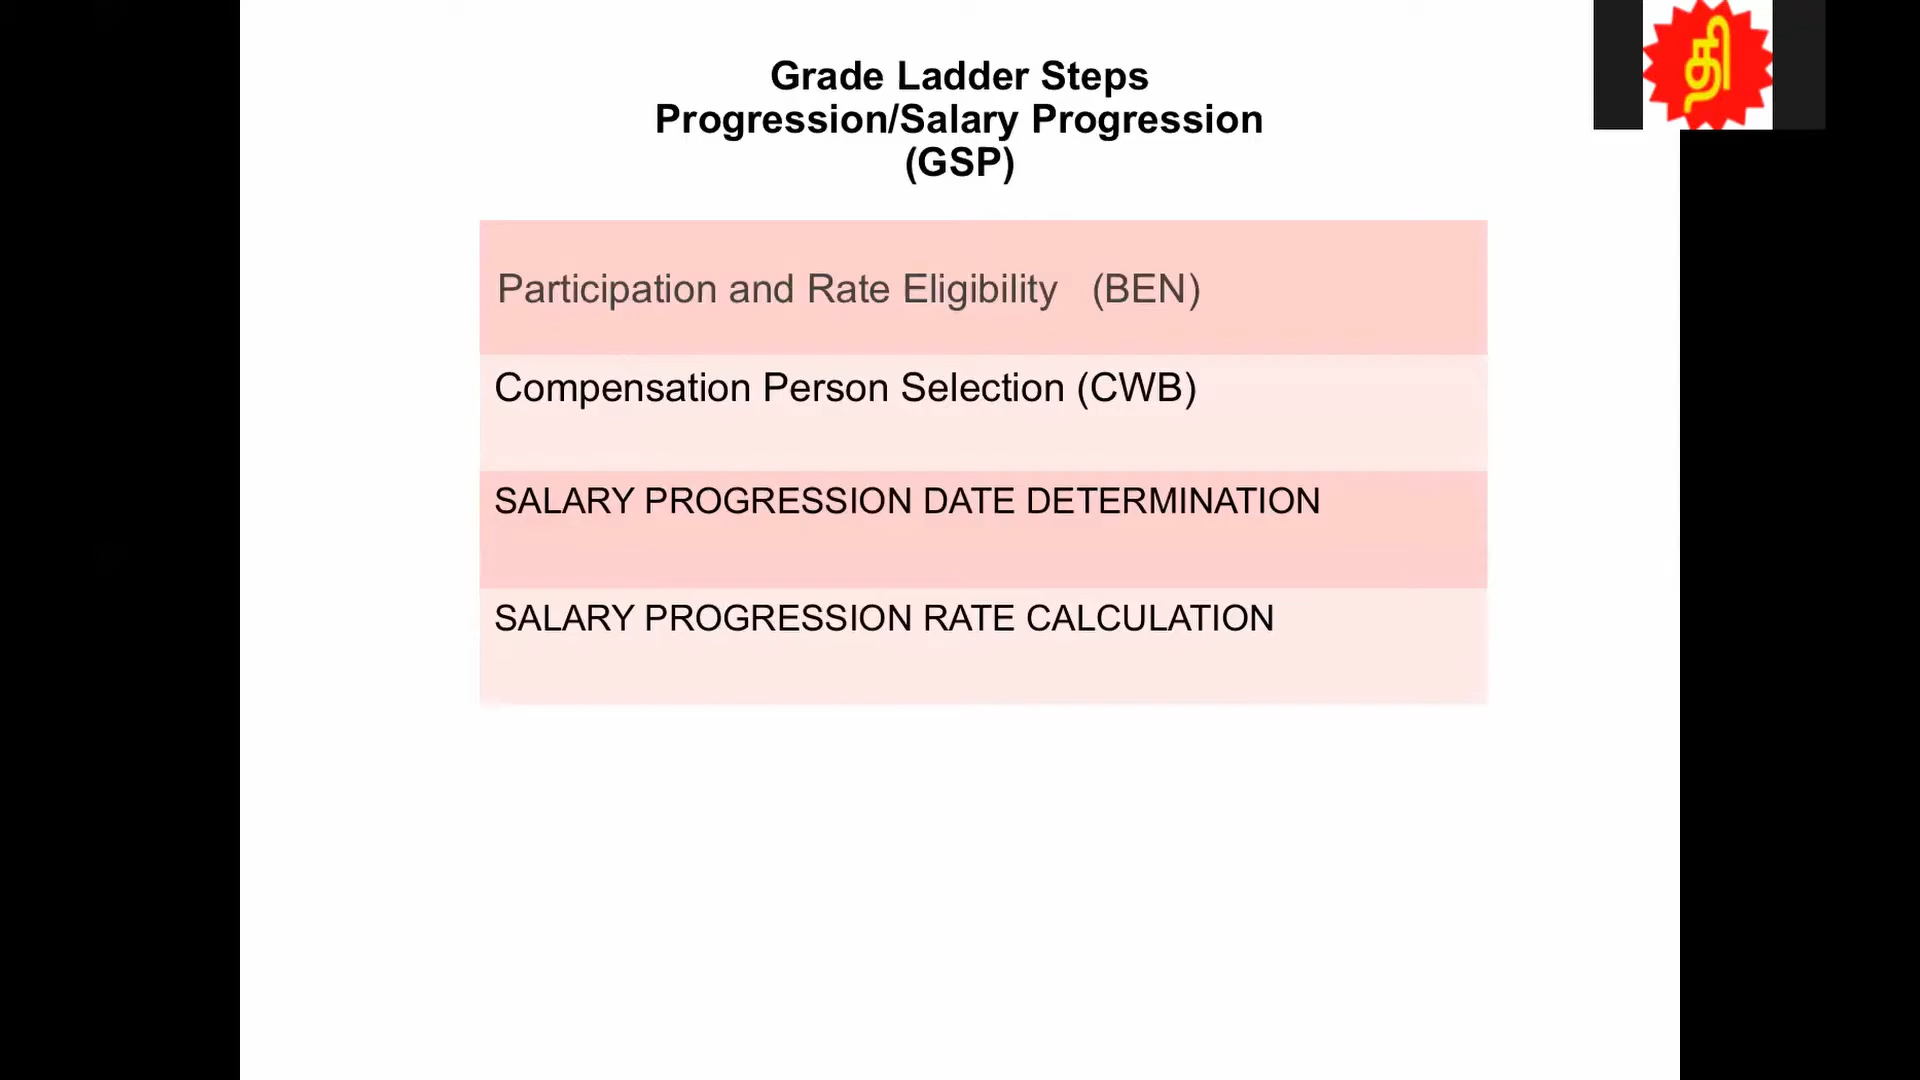 தி
Grade Ladder Steps
Progression/Salary Progression
(GSP)
Participation and Rate Eligibility (BEN)
Compensation Person Selection (CWB)
SALARY PROGRESSION DATE DETERMINATION
SALARY PROGRESSION RATE CALCULATION